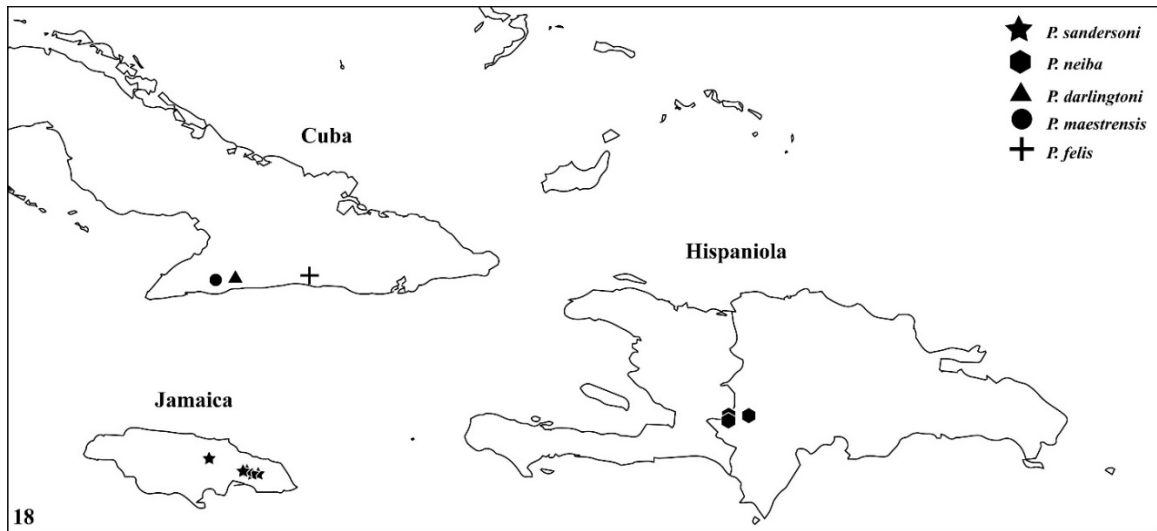 P. sandersoni
P. neiba
P. darlingtoni
P. maestrensis
P. felis
Cuba
Hispaniola
Jamaica
18